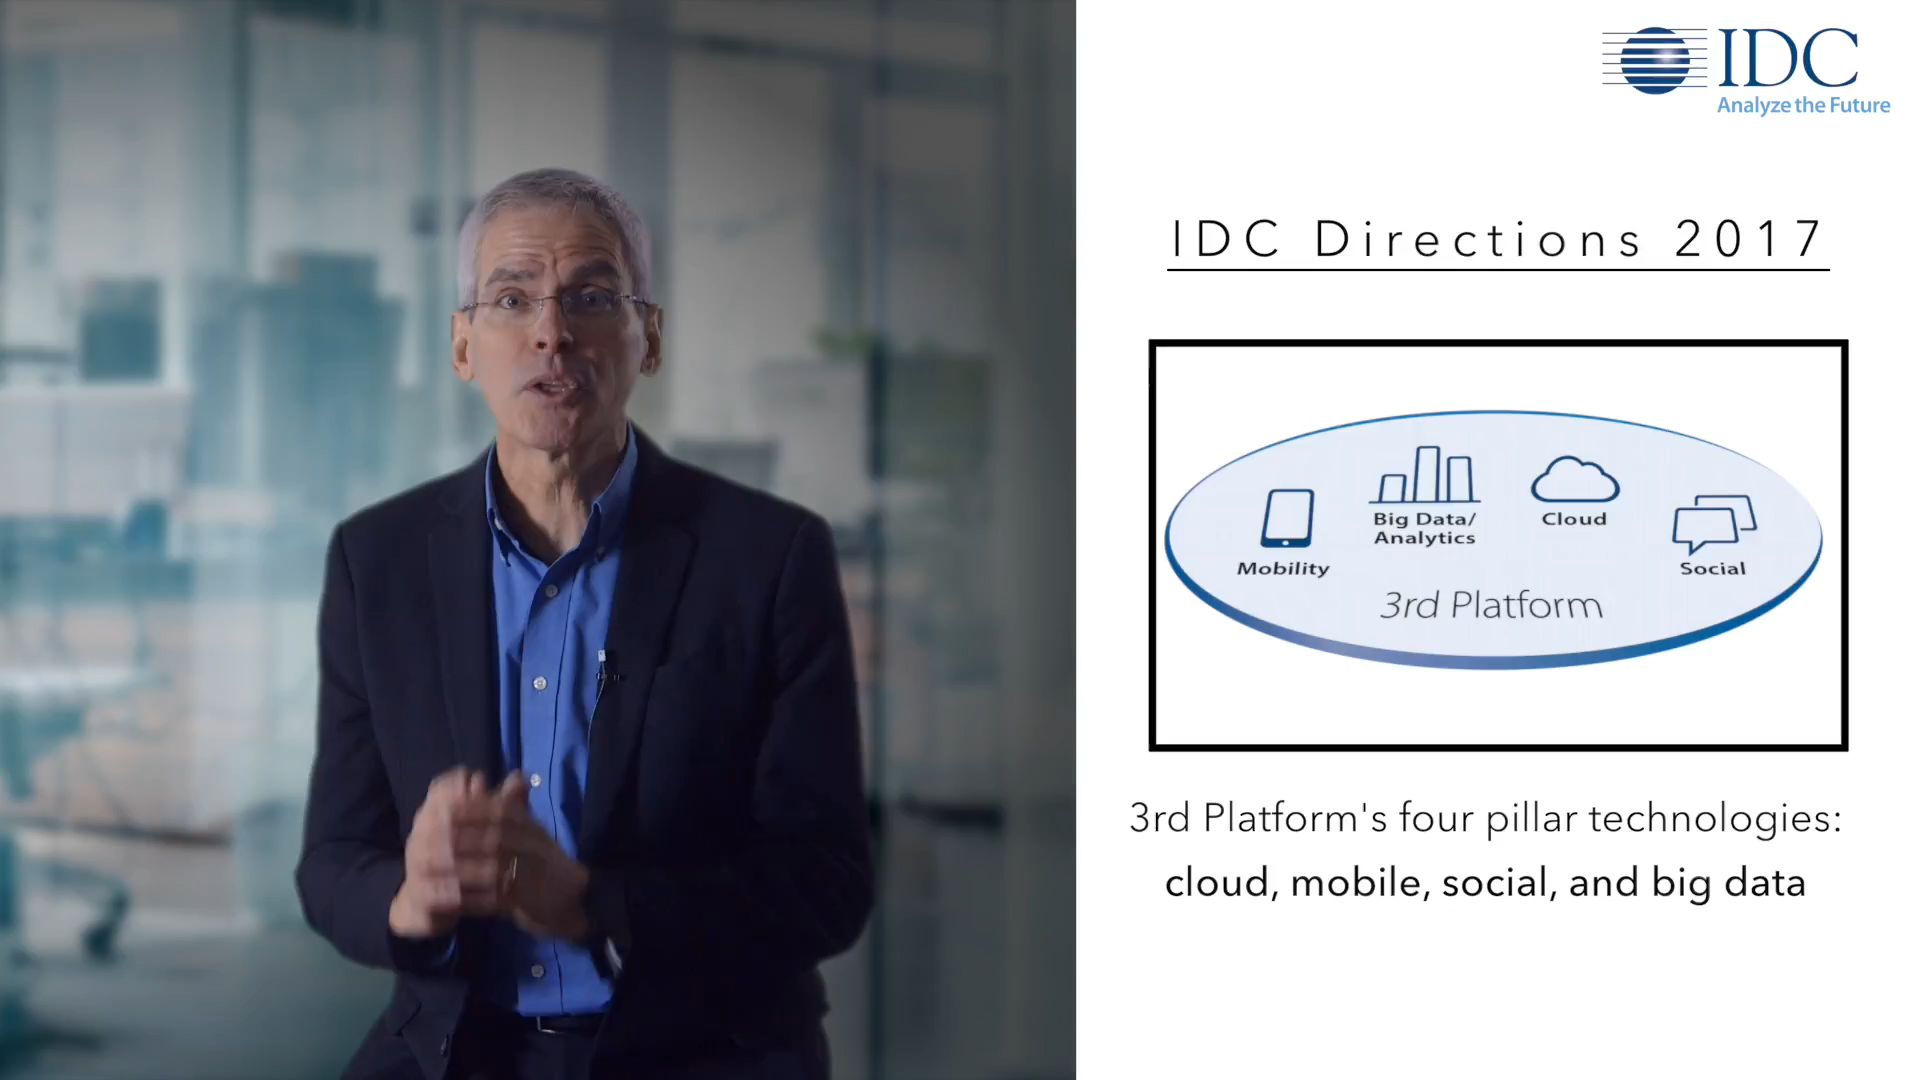 IDC
Analyze the Future
IDC Directions 2017
Big Data/
Analytics
Cloud
Mobility
Social
3rd Platform
3rd Platform's four pillar technologies:
cloud, mobile, social, and big data